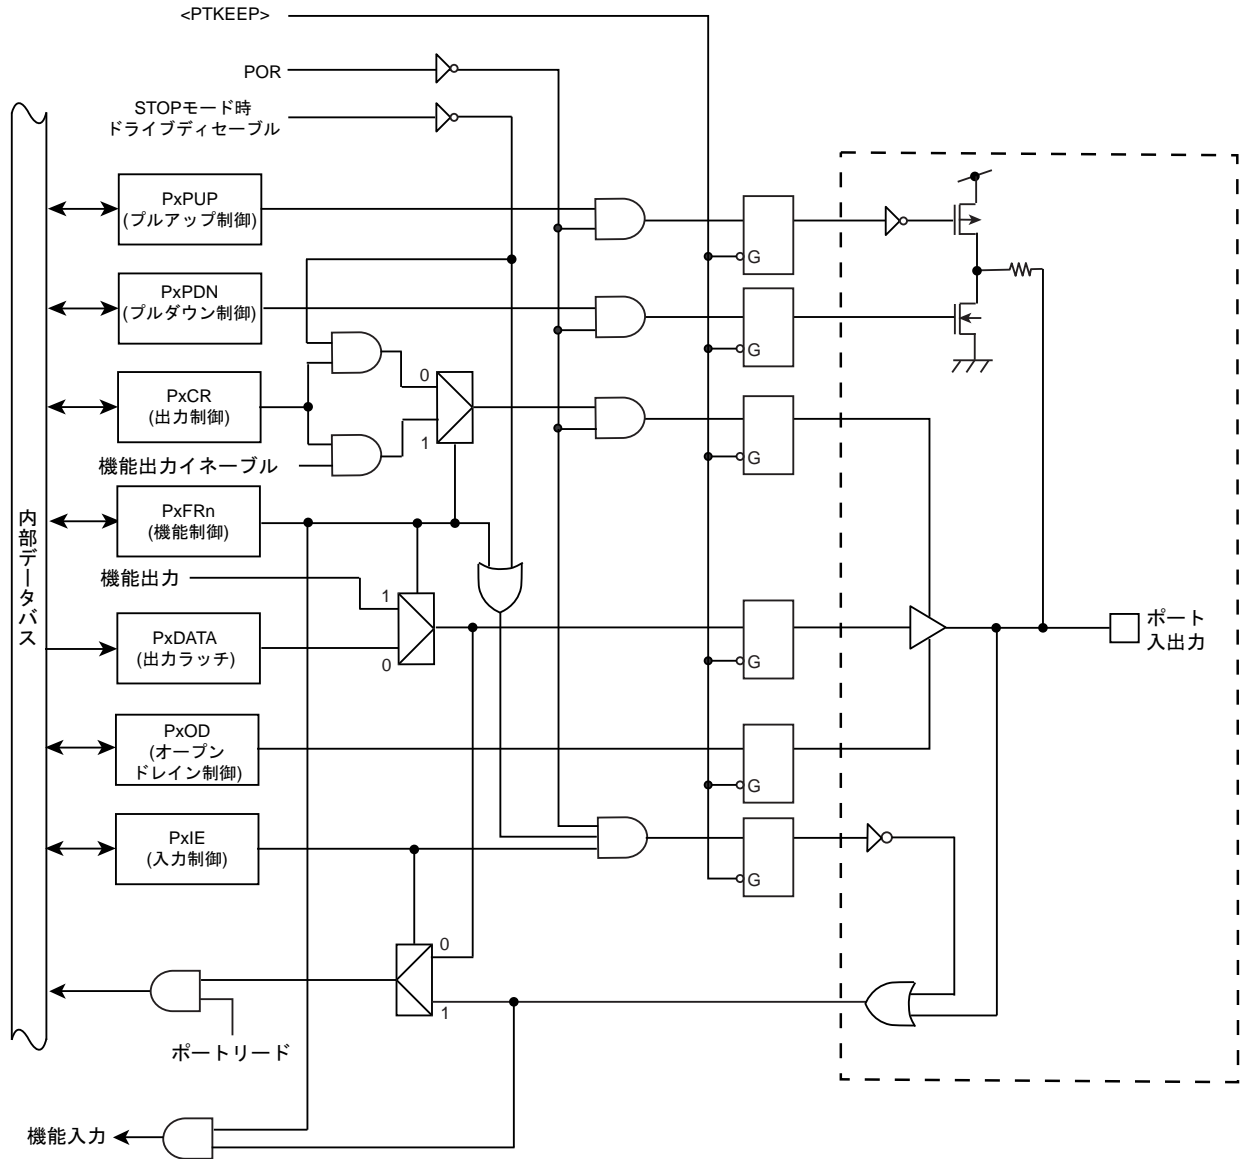 <PTKEEP>
POR
STOPモード時
ドライブディセーブル
PxPUP
(プルアップ制御)
G
PxPDN
(プルダウン制御)
G
0
PxCR
(出力制御)
1
G
機能出力イネーブル
内部データバス
PxFRn
(機能制御)
機能出力
1
PxDATA
(出力ラッチ)
0
G
ポート
入出力
PxOD
(オープン
ドレイン制御)
G
PxIE
(入力制御)
G
0
1
ポートリード
機能入力